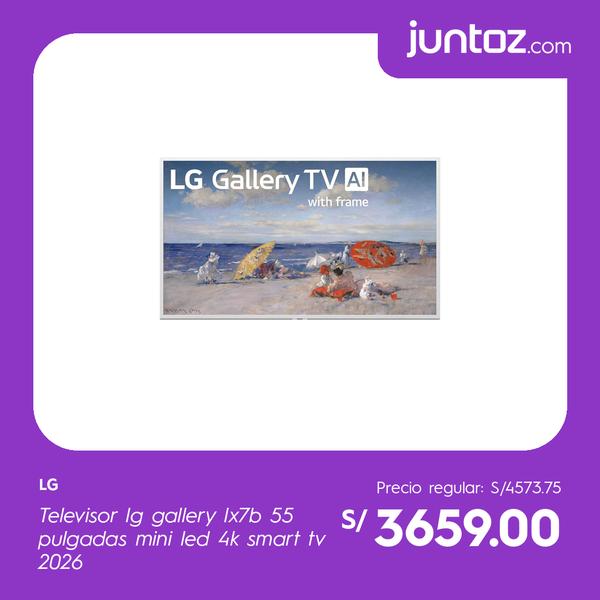 juntoz.com
LG Gallery TV AI
with frame
LG
Precio regular: S/4573.75
Televisor lg gallery lx7b 55
pulgadas mini led 4k smart tv
2026
S/ 3659.00